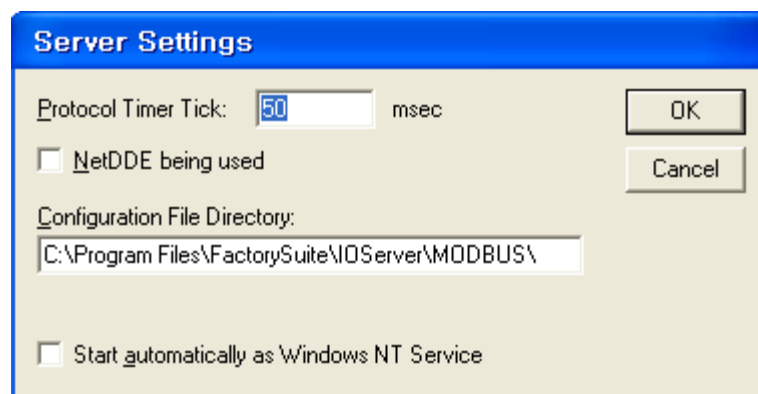 Server Settings
Protocol Timer Tick: 50 msec
OK
NetDDE being used
Cancel
Configuration File Directory:
C:\Program Files\FactorySuite\IOServer\MODBUS\
Start automatically as Windows NT Service